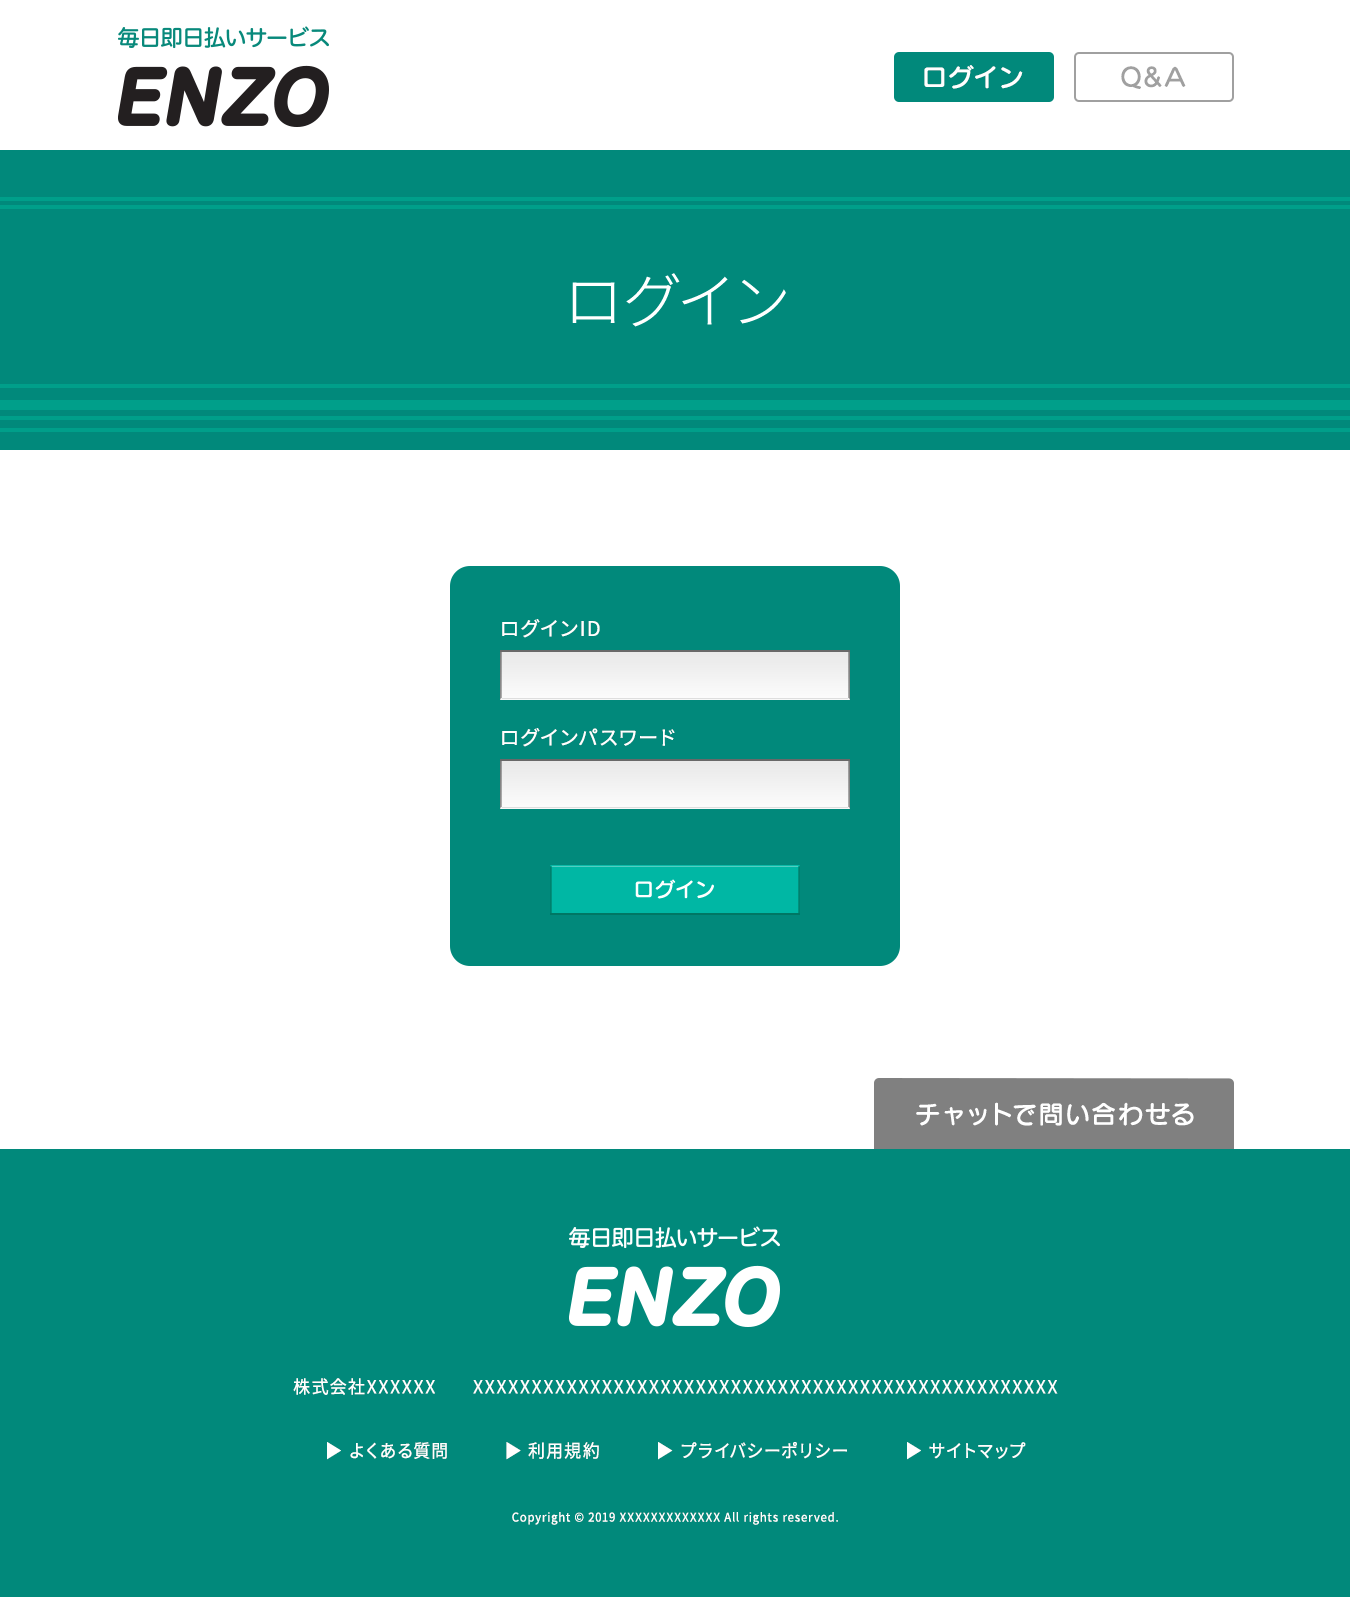 毎日即日払いサービス
ENZO
ログイン
Q&A
ログイン
ログインID
ログインパスワード
ログイン
チャットで問い合わせる
毎日即日払いサービス
ENZO
株式会社XXXXXX XXXXXXXXXXXXXXXXXXXXXXXXXXXXXXXXXXXXXXXXXXXXXXXXXX
▶ よくある質問 ▶ 利用規約 ▶ プライバシーポリシー ▶ サイトマップ
Copyright © 2019 XXXXXXXXXXXXX All rights reserved.